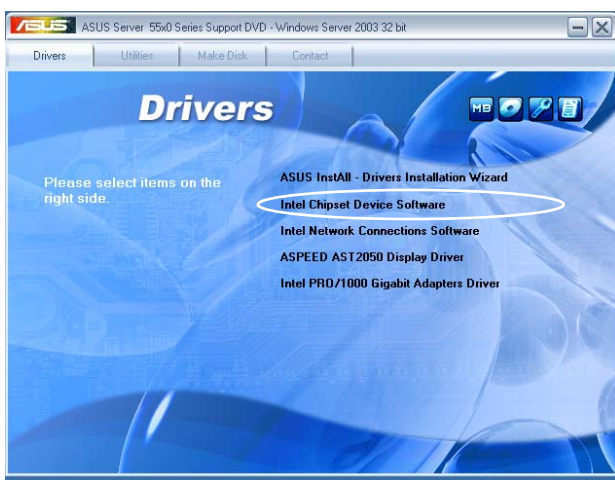 ASUS ASUS Server 55x0 Series Support DVD - Windows Server 2003 32 bit
Drivers Utilities Make Disk Contact
Drivers
MB
Please select items on the
right side.
ASUS InstAll - Drivers Installation Wizard
Intel Chipset Device Software
Intel Network Connections Software
ASPEED AST2050 Display Driver
Intel PRO/1000 Gigabit Adapters Driver